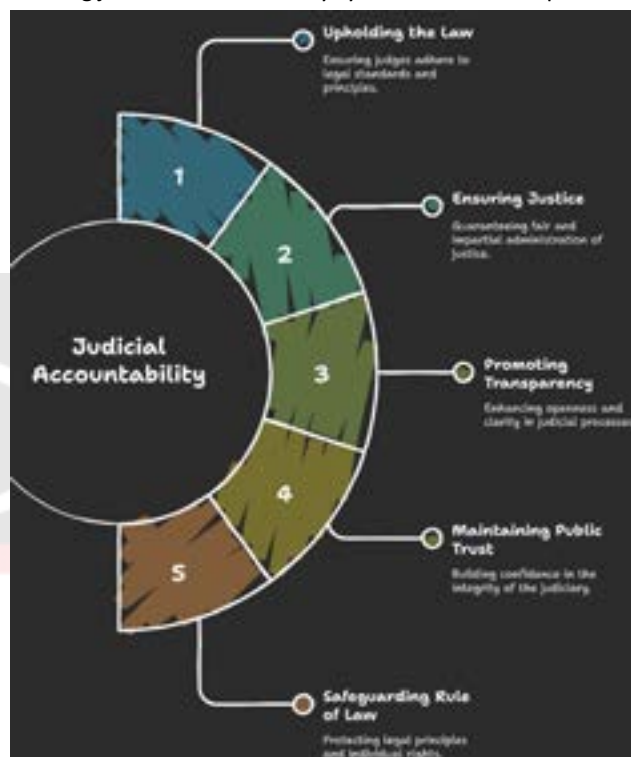 Upholding the Law
Ensuring judges adhere to
legal standards and
principles.
1
Ensuring Justice
Guaranteeing fair and
impartial administration of
justice.
2
Judicial
Accountability
3
Promoting
Transparency
Enhancing openness and
clarity in judicial processes
4
Maintaining Public
Trust
Building confidence in the
integrity of the judiciary.
5
Safeguarding Rule
of Law
Protecting legal principles
and individual rights.